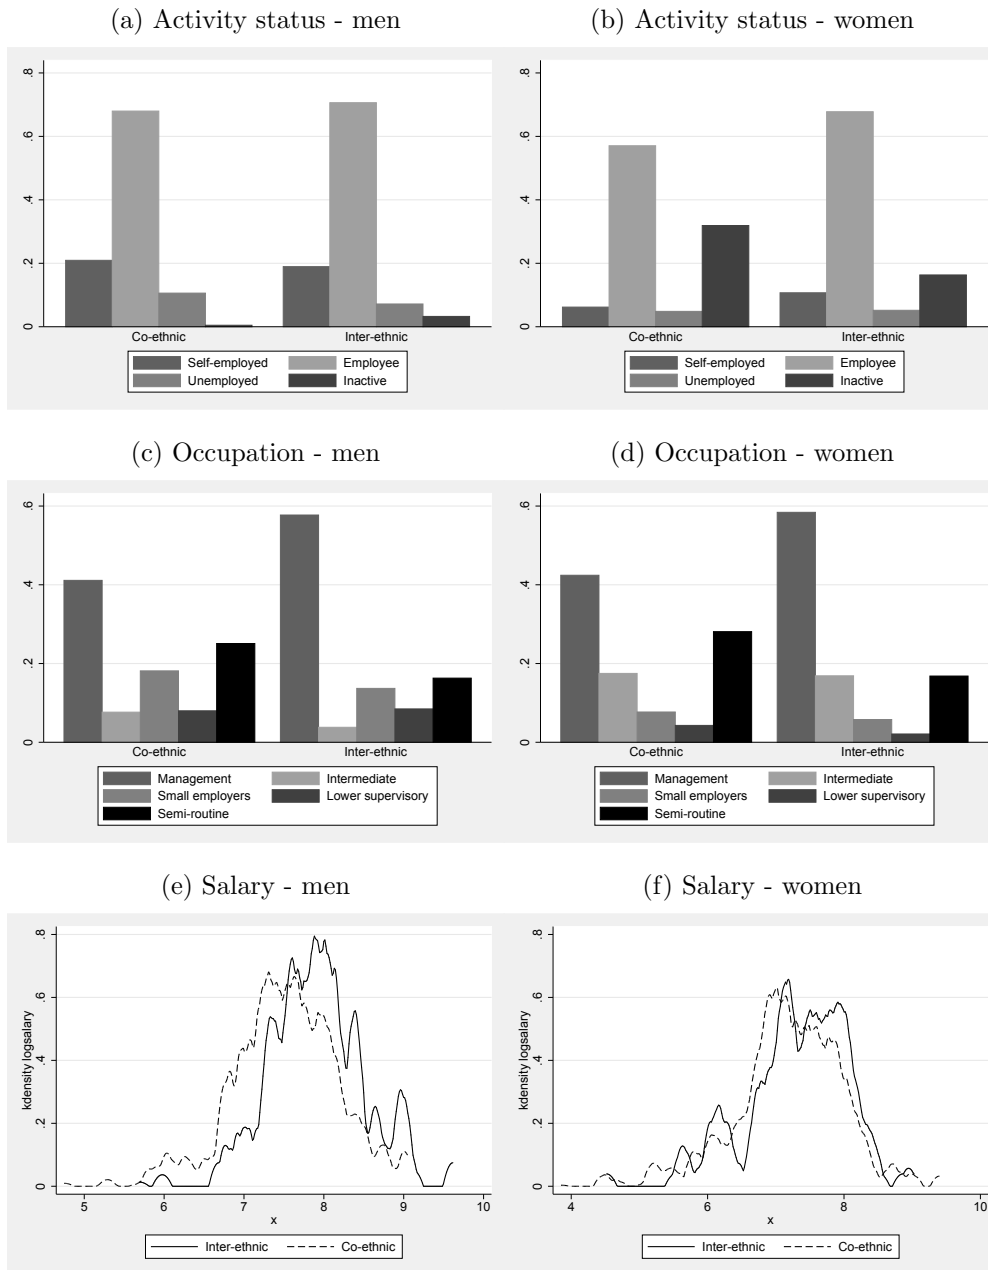 (a) Activity status - men
(b) Activity status - women
.8
.6
.4
.2
0
Co-ethnic Inter-ethnic
Self-employed Employee
Unemployed Inactive
.8
.6
.4
.2
0
Co-ethnic Inter-ethnic
Self-employed Employee
Unemployed Inactive
(c) Occupation - men
(d) Occupation - women
.6
.4
.2
0
Co-ethnic Inter-ethnic
Management Intermediate
Small employers Lower supervisory
Semi-routine
.6
.4
.2
0
Co-ethnic Inter-ethnic
Management Intermediate
Small employers Lower supervisory
Semi-routine
(e) Salary - men
(f) Salary - women
kdensity logsalary
.8
.6
.4
.2
0
5 6 7 8 9 10
x
Inter-ethnic Co-ethnic
kdensity logsalary
.8
.6
.4
.2
0
4 6 8 10
x
Inter-ethnic Co-ethnic